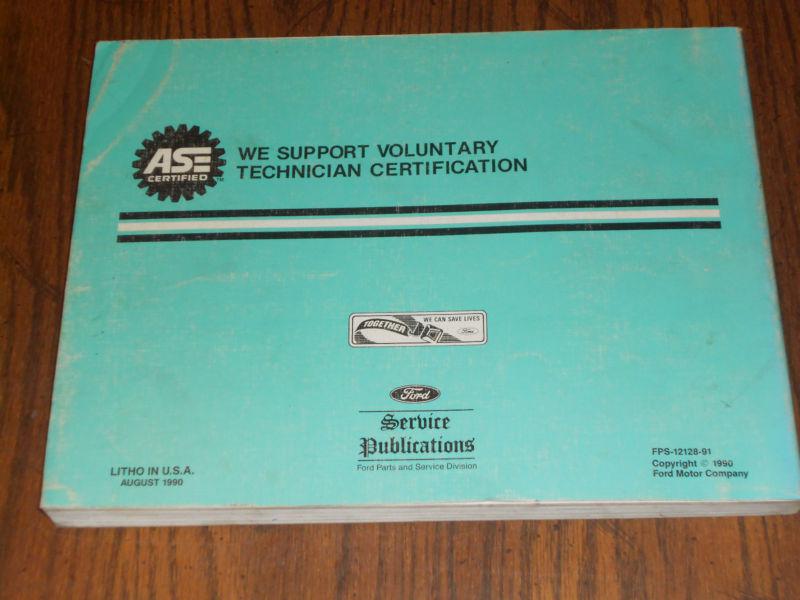 ASE
CERTIFIED
TM
WE SUPPORT VOLUNTARY
TECHNICIAN CERTIFICATION
TOGETHER
WE CAN SAVE LIVES
Ford
Ford
Service
Publications
Ford Parts and Service Division
LITHO IN U.S.A.
AUGUST 1990
FPS-12128-91
Copyright © 1990
Ford Motor Company